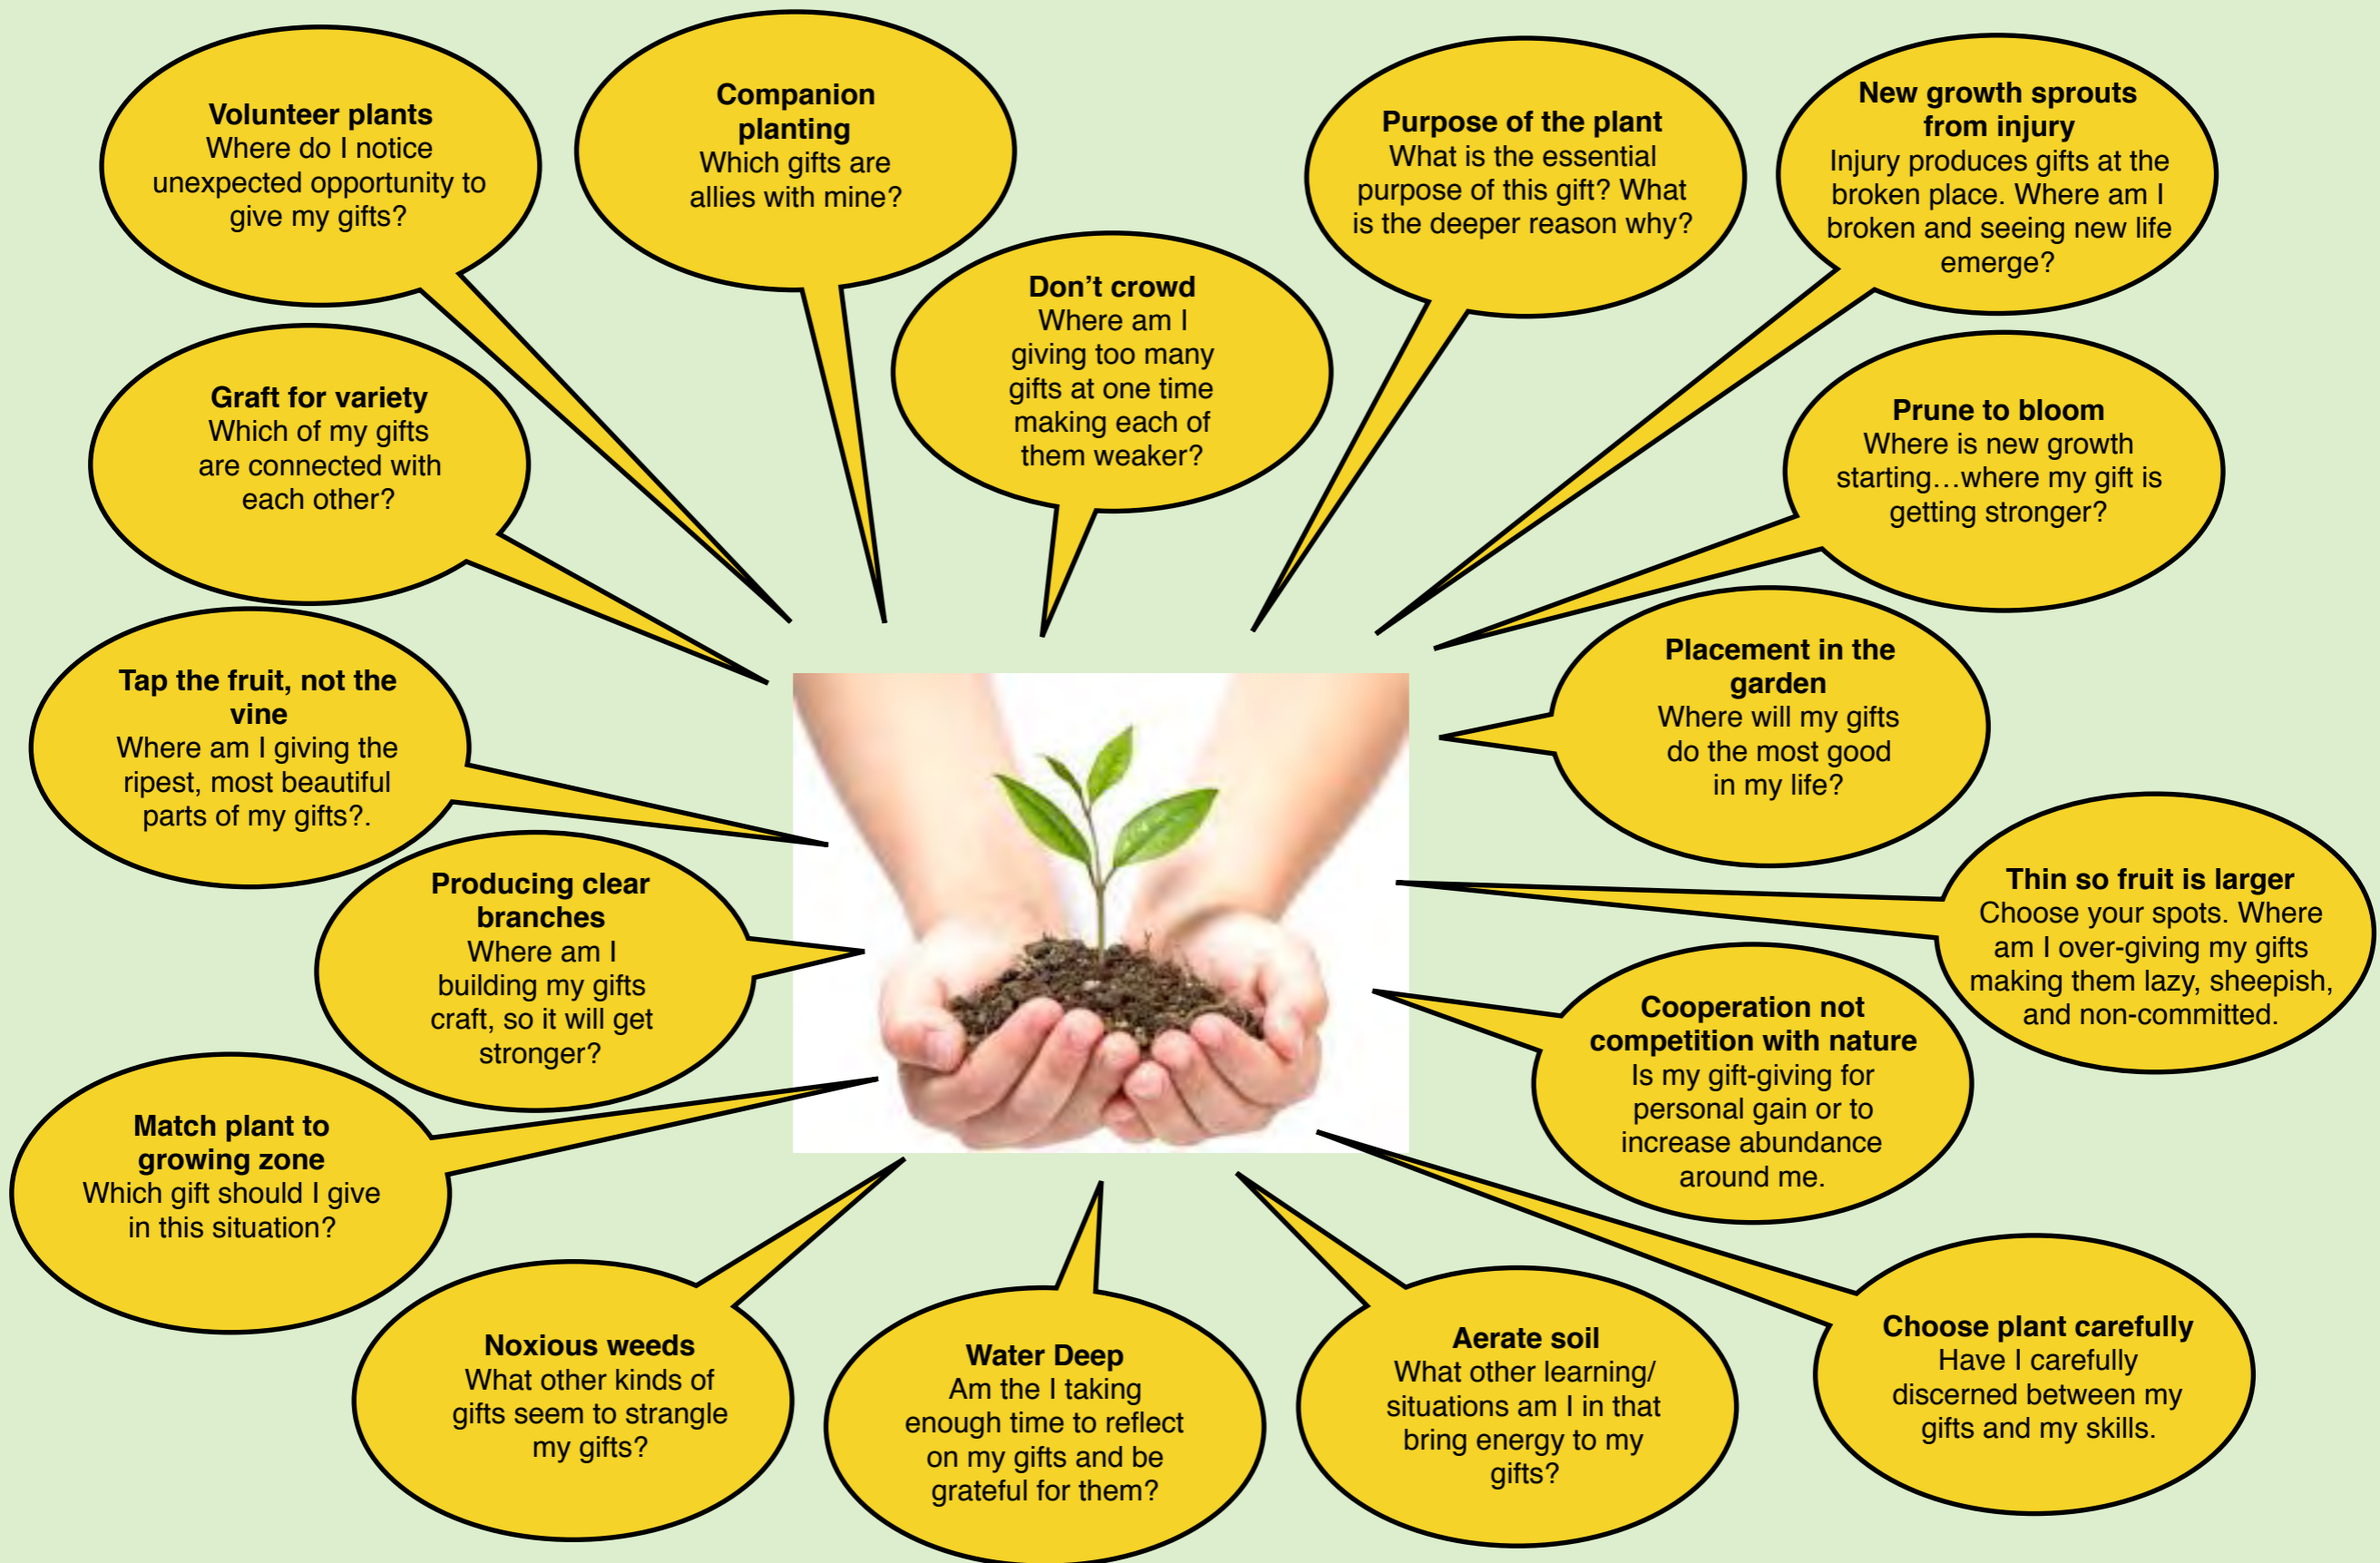 Volunteer plants
Where do I notice
unexpected opportunity to
give my gifts?
Companion
planting
Which gifts are
allies with mine?
Don’t crowd
Where am I
giving too many
gifts at one time
making each of
them weaker?
Purpose of the plant
What is the essential
purpose of this gift? What
is the deeper reason why?
New growth sprouts
from injury
Injury produces gifts at the
broken place. Where am I
broken and seeing new life
emerge?
Graft for variety
Which of my gifts
are connected with
each other?
Prune to bloom
Where is new growth
starting…where my gift is
getting stronger?
Tap the fruit, not the
vine
Where am I giving the
ripest, most beautiful
parts of my gifts?.
Placement in the
garden
Where will my gifts
do the most good
in my life?
Producing clear
branches
Where am I
building my gifts
craft, so it will get
stronger?
Thin so fruit is larger
Choose your spots. Where
am I over-giving my gifts
making them lazy, sheepish,
and non-committed.
Cooperation not
competition with nature
Is my gift-giving for
personal gain or to
increase abundance
around me.
Match plant to
growing zone
Which gift should I give
in this situation?
Noxious weeds
What other kinds of
gifts seem to strangle
my gifts?
Water Deep
Am the I taking
enough time to reflect
on my gifts and be
grateful for them?
Aerate soil
What other learning/
situations am I in that
bring energy to my
gifts?
Choose plant carefully
Have I carefully
discerned between my
gifts and my skills.